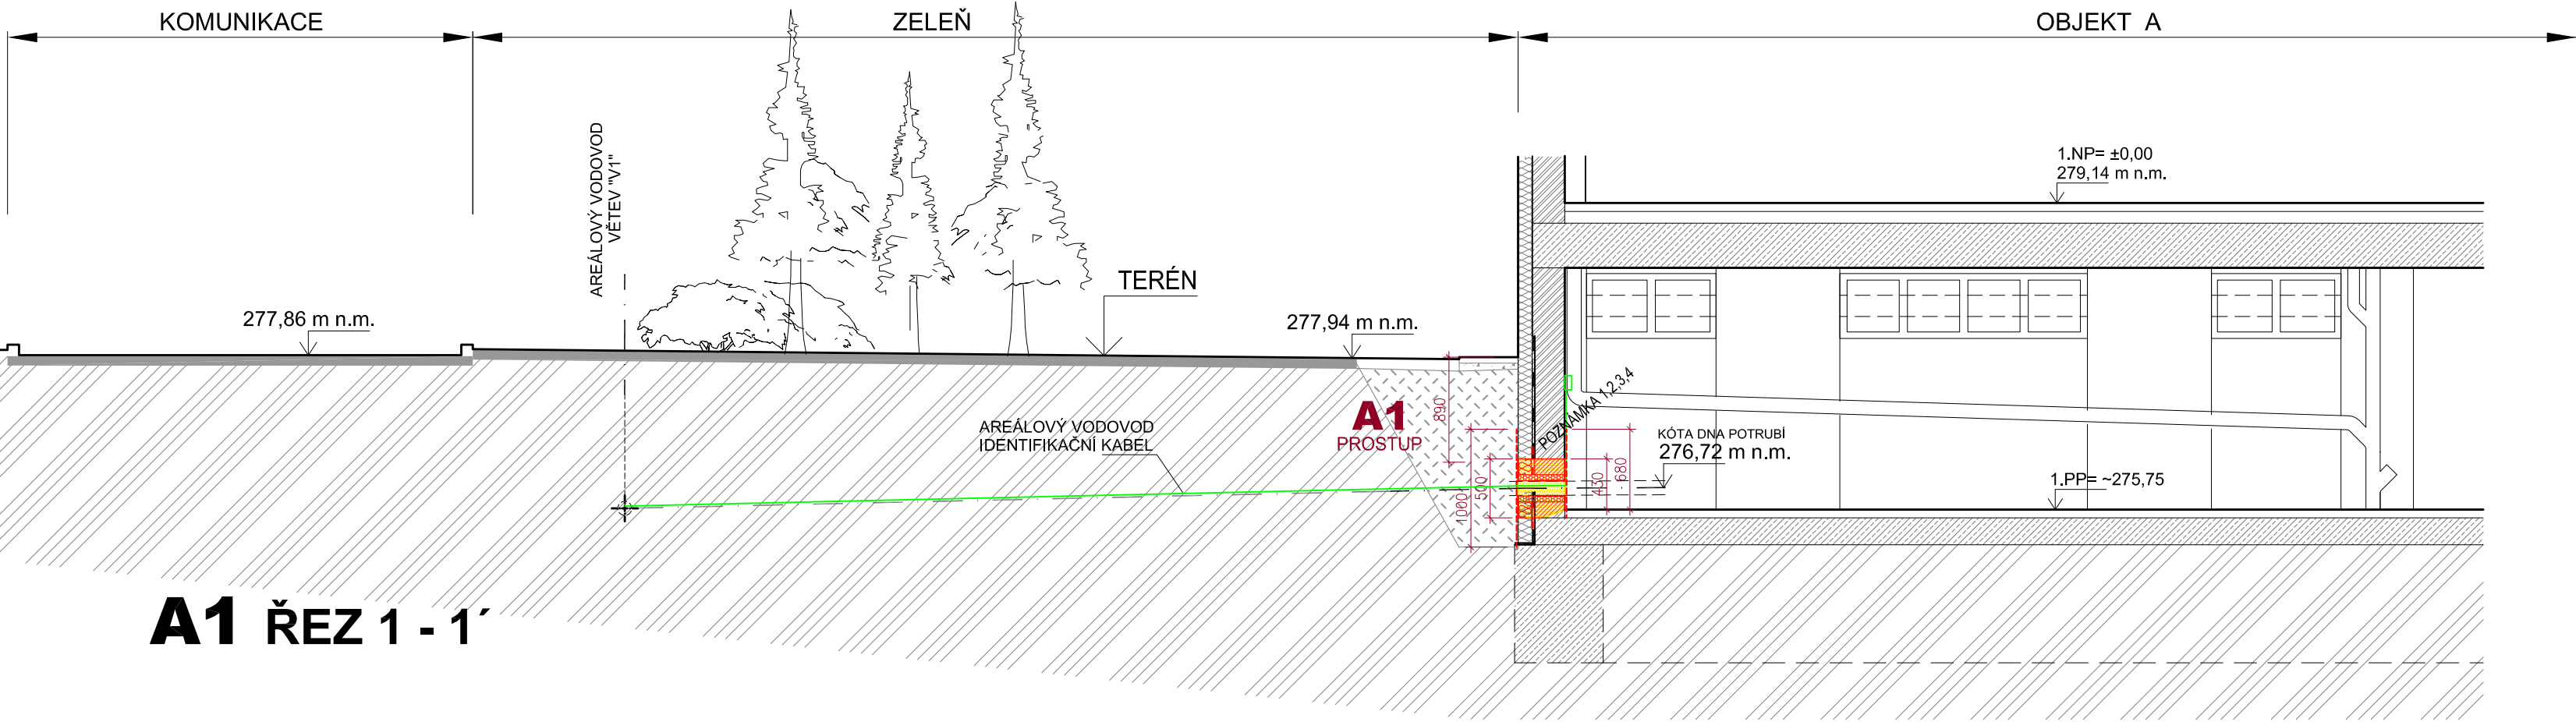 KOMUNIKACE
ZELEŇ
OBJEKT A
AREÁLOVÝ VODOVOD
VĚTEV "V1"
1.NP= ±0,00
279,14 m n.m.
TERÉN
277,86 m n.m.
277,94 m n.m.
A1
PROSTUP
890
POZNÁMKA 1,2,3,4
AREÁLOVÝ VODOVOD
IDENTIFIKAČNÍ KABEL
KÓTA DNA POTRUBÍ
276,72 m n.m.
1000
500
430
680
1.PP= ~275,75
A1 ŘEZ 1 - 1´